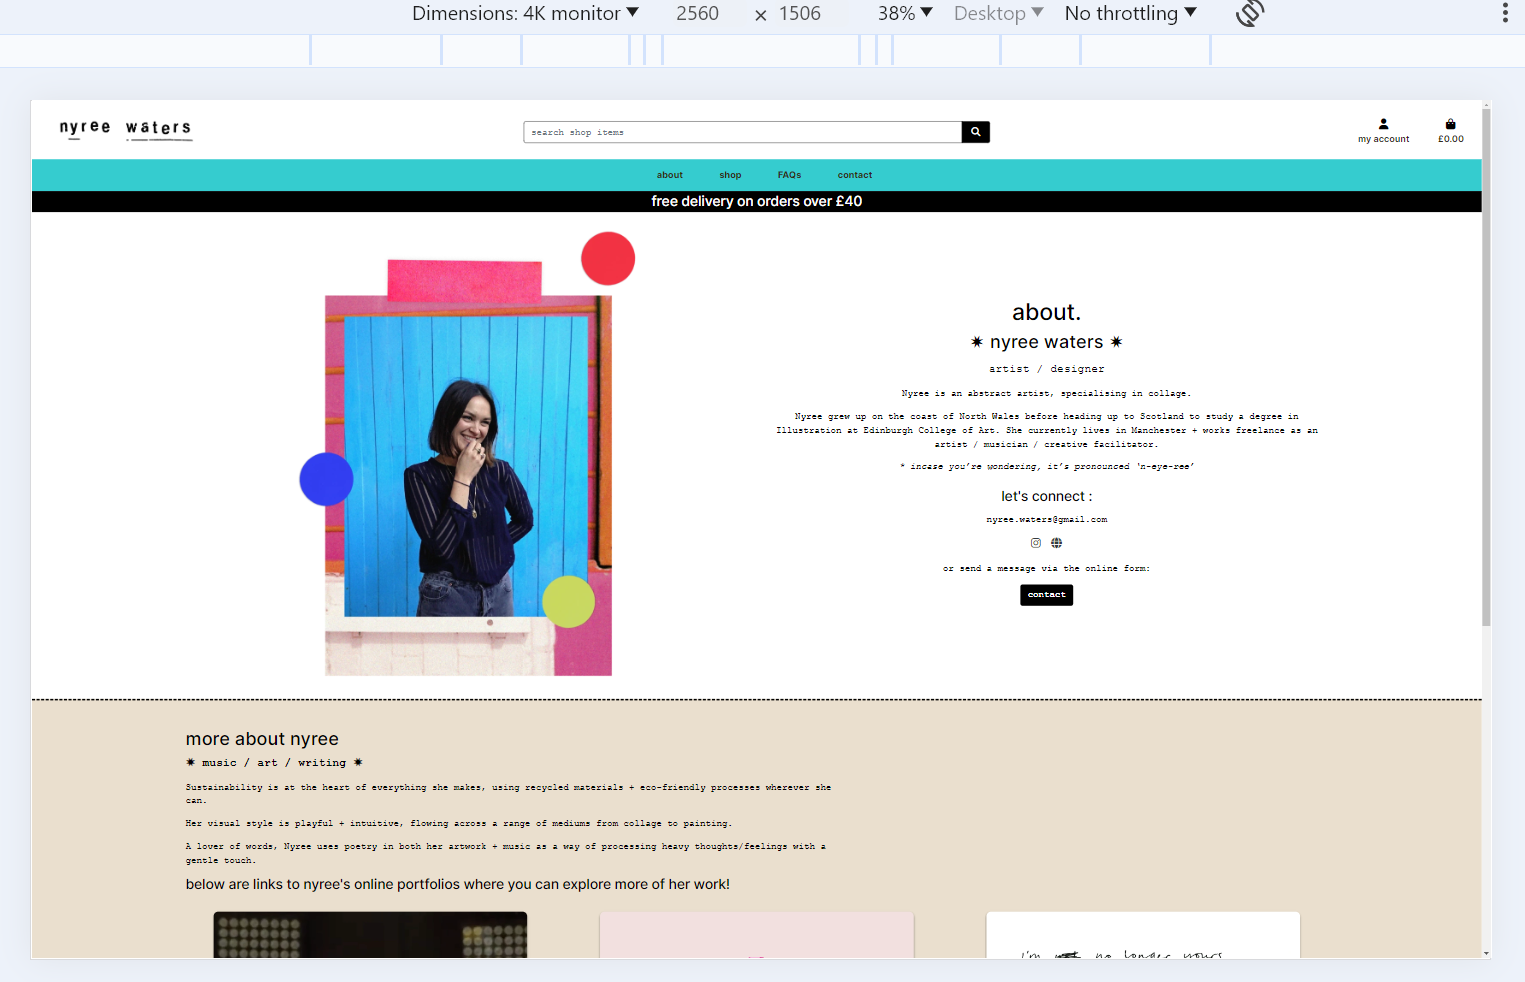 Dimensions: 4K monitor ▼ 2560 × 1506 38% ▼ Desktop ▼ No throttling ▼
nyree waters
search shop items
my account £0.00
about shop FAQs contact
free delivery on orders over £40
about.
✷ nyree waters ✷
artist / designer
Nyree is an abstract artist, specialising in collage.
Nyree grew up on the coast of North Wales before heading up to Scotland to study a degree in
Illustration at Edinburgh College of Art. She currently lives in Manchester + works freelance as an
artist / musician / creative facilitator.
* incase you’re wondering, it’s pronounced ‘n-eye-ree’
let's connect :
nyree.waters@gmail.com
or send a message via the online form:
contact
more about nyree
✷ music / art / writing ✷
Sustainability is at the heart of everything she makes, using recycled materials + eco-friendly processes wherever she
can.
Her visual style is playful + intuitive, flowing across a range of mediums from collage to painting.
A lover of words, Nyree uses poetry in both her artwork + music as a way of processing heavy thoughts/feelings with a
gentle touch.
below are links to nyree's online portfolios where you can explore more of her work!
i'm no longer yours